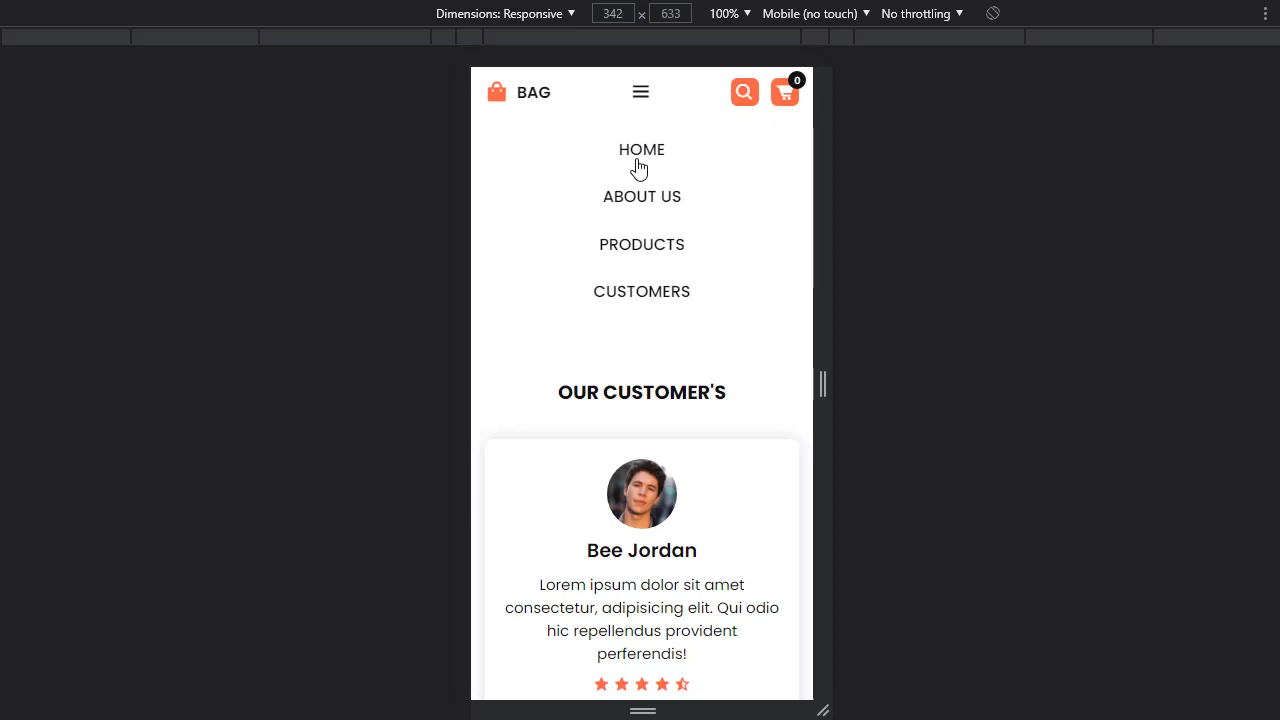 Dimensions: Responsive 342 x 633 100% Mobile (no touch) No throttling
BAG 0
HOME
ABOUT US
PRODUCTS
CUSTOMERS
OUR CUSTOMER'S
Bee Jordan
Lorem ipsum dolor sit amet
consectetur, adipisicing elit. Qui odio
hic repellendus provident
perferendis!